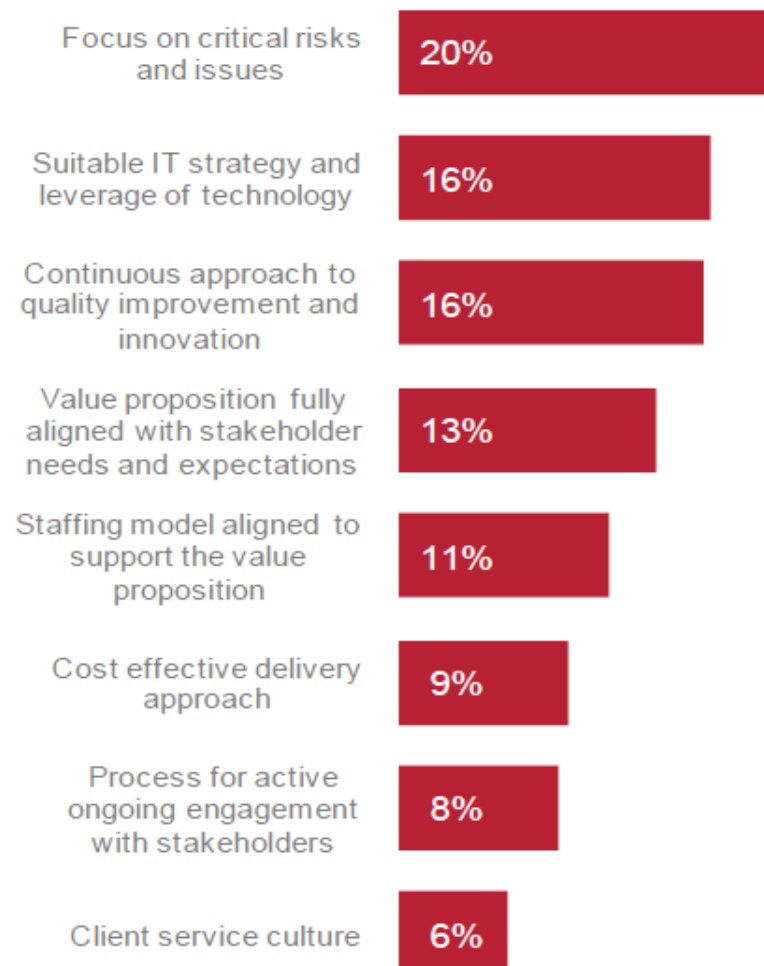 Focus on critical risks
and issues
20%
Suitable IT strategy and
leverage of technology
16%
Continuous approach to
quality improvement and
innovation
16%
Value proposition fully
aligned with stakeholder
needs and expectations
13%
Staffing model aligned to
support the value
proposition
11%
Cost effective delivery
approach
9%
Process for active
ongoing engagement
with stakeholders
8%
Client service culture
6%